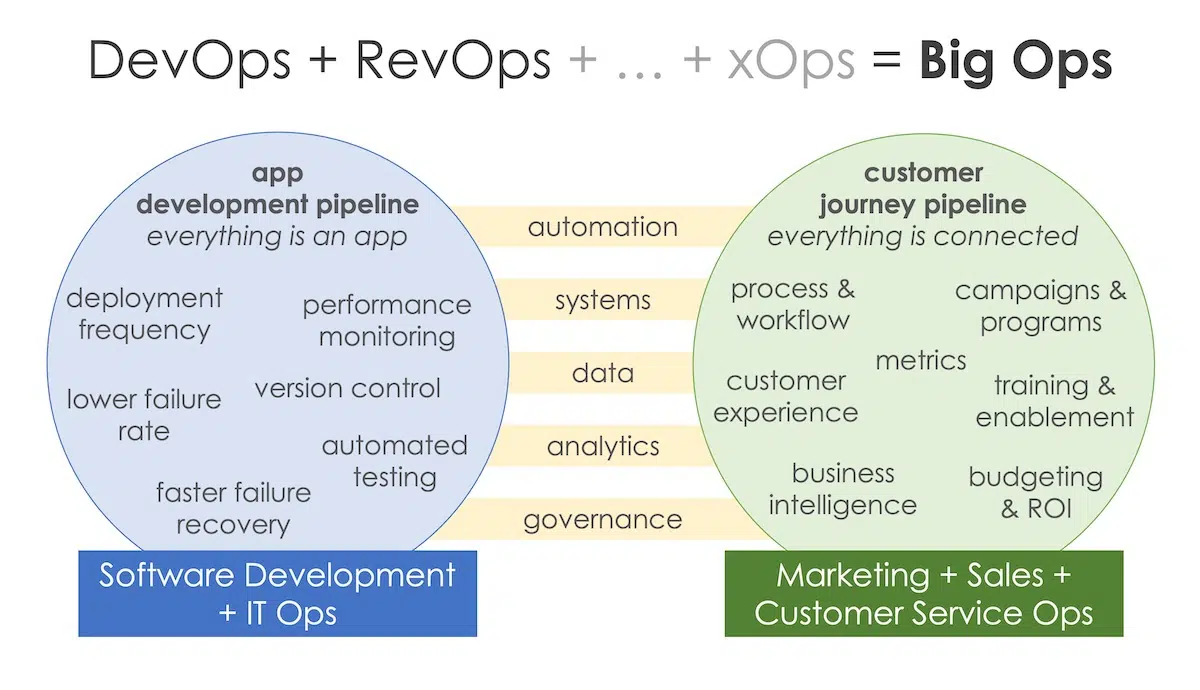 DevOps + RevOps + ... + xOps = Big Ops
app
development pipeline
everything is an app
deployment
frequency
performance
monitoring
version control
lower failure
rate
automated
testing
faster failure
recovery
Software Development
+ IT Ops
automation
systems
data
analytics
governance
customer
journey pipeline
everything is connected
process &
workflow
campaigns &
programs
metrics
customer
experience
training &
enablement
business
intelligence
budgeting
& ROI
Marketing + Sales +
Customer Service Ops